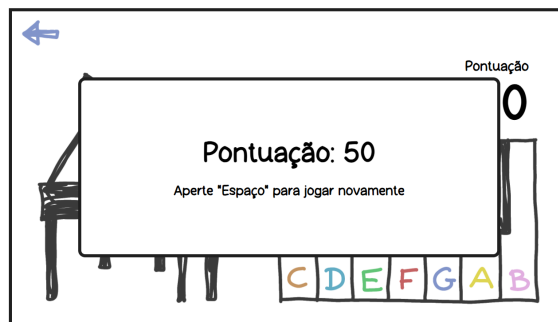 Pontuação
0
Pontuação: 50
Aperte "Espaço" para jogar novamente
C D E F G A B